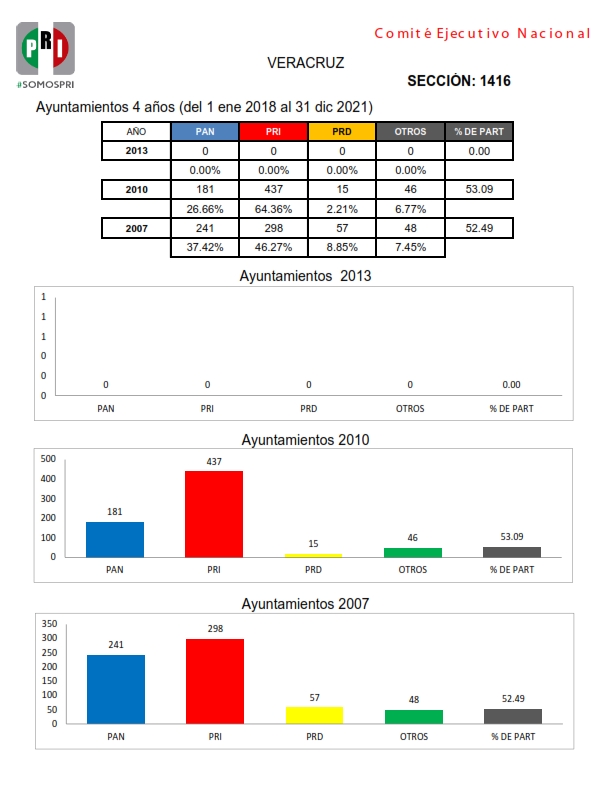 PRI
#SOMOSPRI
Comité Ejecutivo Nacional
VERACRUZ
SECCIÓN: 1416
Ayuntamientos 4 años (del 1 ene 2018 al 31 dic 2021)
AÑO PAN PRI PRD OTROS % DE PART
2013 0 0 0 0 0.00
0.00% 0.00% 0.00% 0.00%
2010 181 437 15 46 53.09
26.66% 64.36% 2.21% 6.77%
2007 241 298 57 48 52.49
37.42% 46.27% 8.85% 7.45%
Ayuntamientos 2013
1
1
1
0
0
0
0 0 0 0 0.00
PAN PRI PRD OTROS % DE PART
Ayuntamientos 2010
500
400
300
200
100
0
181 437 15 46 53.09
PAN PRI PRD OTROS % DE PART
Ayuntamientos 2007
350
300
250
200
150
100
50
0
241 298 57 48 52.49
PAN PRI PRD OTROS % DE PART